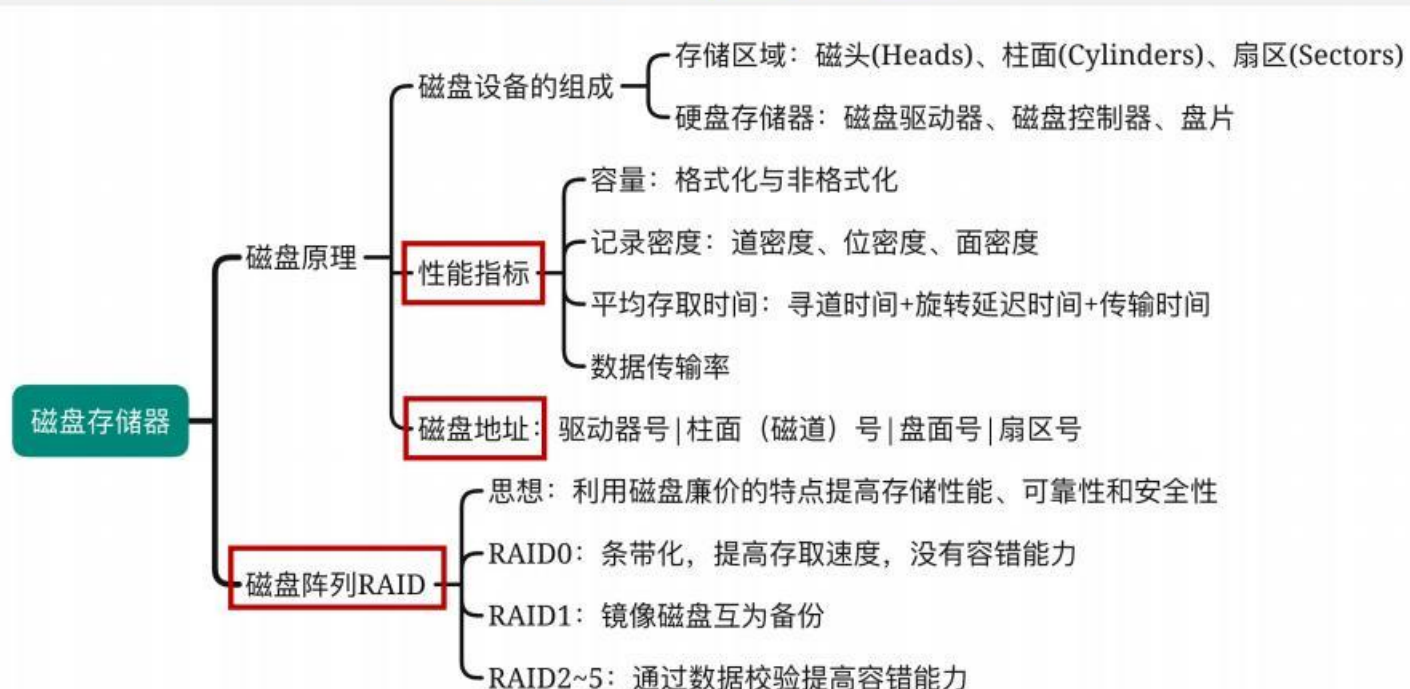 存储区域：磁头(Heads)、柱面(Cylinders)、扇区(Sectors)
磁盘设备的组成
硬盘存储器：磁盘驱动器、磁盘控制器、盘片
容量：格式化与非格式化
记录密度：道密度、位密度、面密度
磁盘原理
性能指标
平均存取时间：寻道时间+旋转延迟时间+传输时间
数据传输率
磁盘存储器
磁盘地址：驱动器号|柱面（磁道）号|盘面号|扇区号
思想：利用磁盘廉价的特点提高存储性能、可靠性和安全性
RAID0：条带化，提高存取速度，没有容错能力
磁盘阵列RAID
RAID1：镜像磁盘互为备份
RAID2~5：通过数据校验提高容错能力